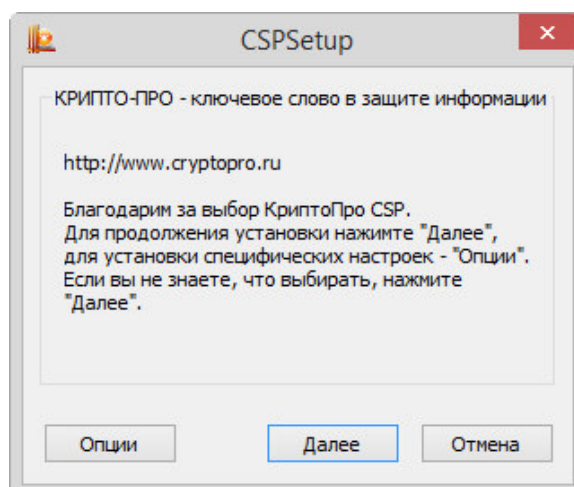 CSPSetup
КРИПТО-ПРО - ключевое слово в защите информации
http://www.cryptopro.ru
Благодарим за выбор КриптоПро CSP.
Для продолжения установки нажмите "Далее",
для установки специфических настроек - "Опции".
Если вы не знаете, что выбирать, нажмите
"Далее".
Опции
Далее
Отмена